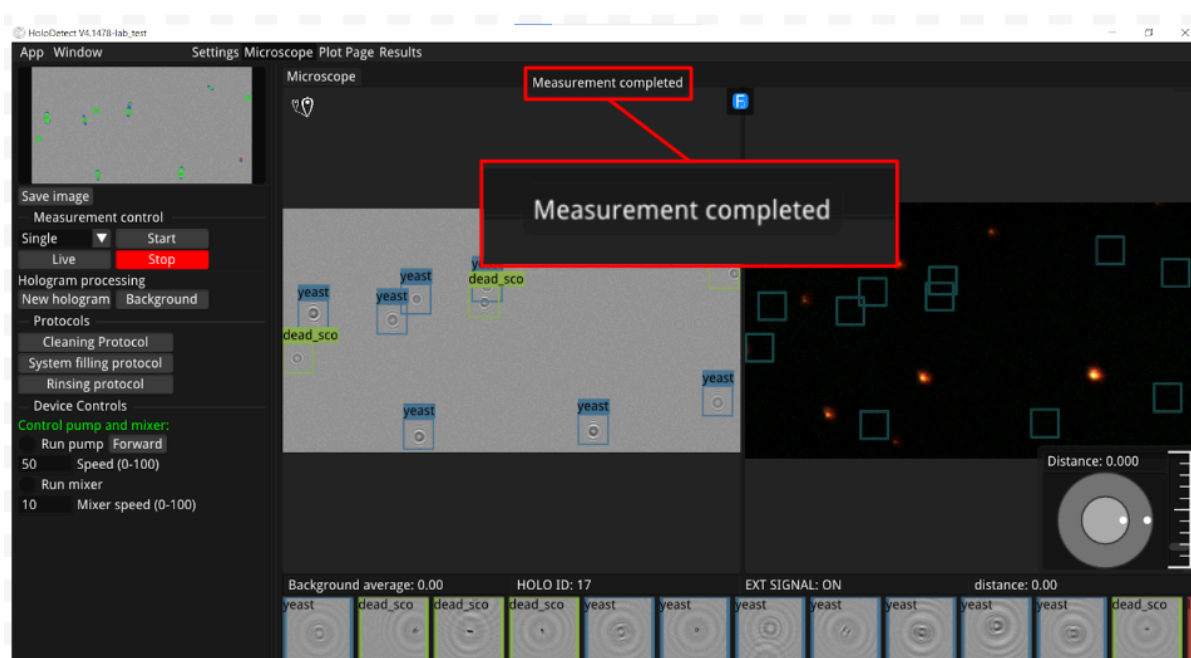 HoloDetect V4.1478-lab_test
App Window Settings Microscope Plot Page Results
Microscope
Measurement completed
Measurement completed
Save image
Measurement control
Single Start
Live Stop
Hologram processing
New hologram Background
Protocols
Cleaning Protocol
System filling protocol
Rinsing protocol
Device Controls
Control pump and mixer:
Run pump Forward
50 Speed (0-100)
Run mixer
10 Mixer speed (0-100)
yeast
dead_sco
yeast
yeast
yeast
dead_sco
yeast
yeast
yeast
Distance: 0.000
Background average: 0.00 HOLO ID: 17 EXT SIGNAL: ON distance: 0.00
yeast dead_sco dead_sco dead_sco yeast yeast yeast yeast yeast yeast yeast dead_sco